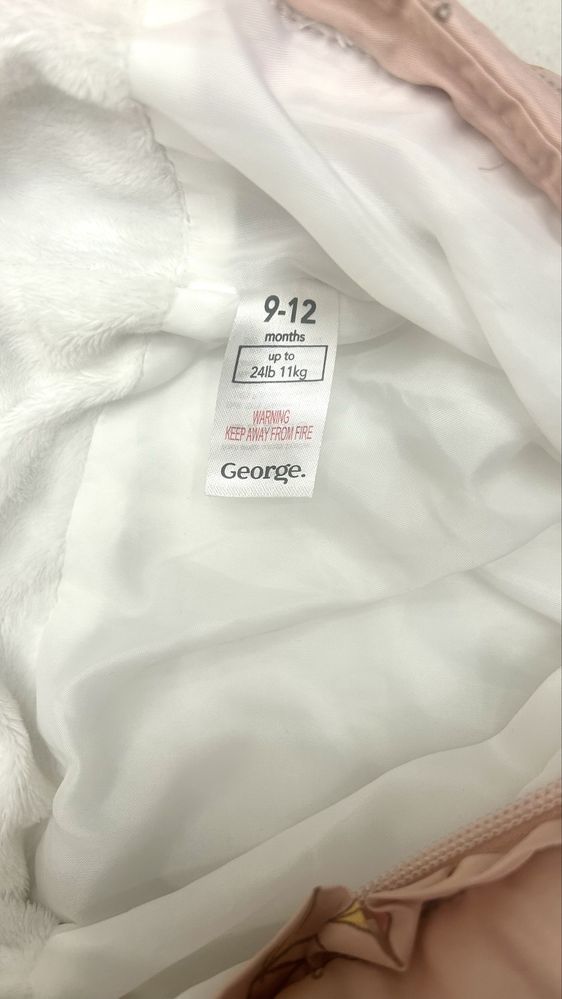 9-12
months
up to
24lb 11kg
WARNING
KEEP AWAY FROM FIRE
George.